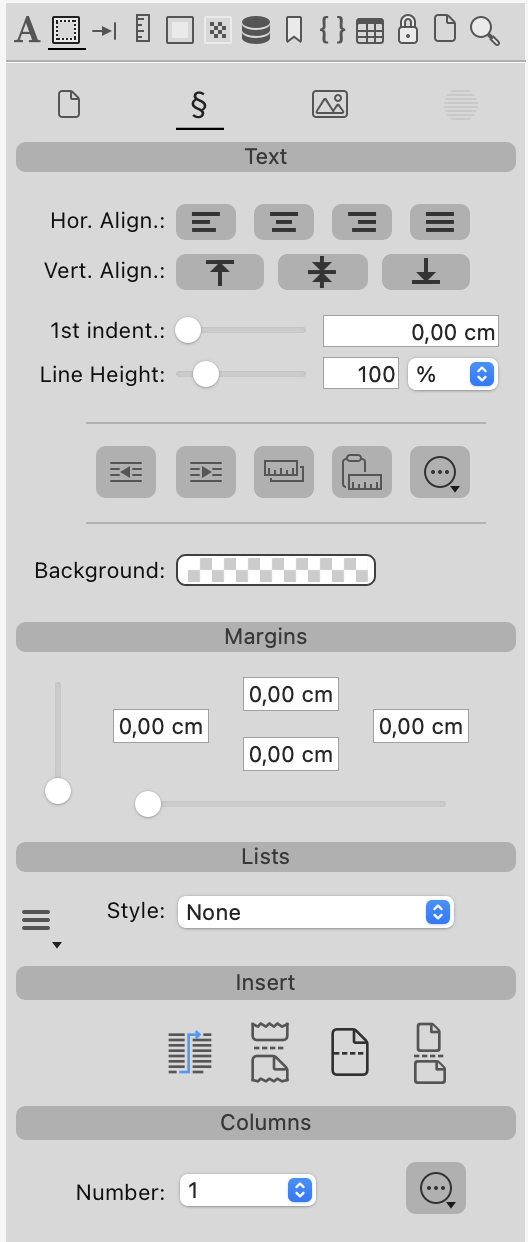 A
§
Text
Hor. Align.:
Vert. Align.:
1st indent.: 0,00 cm
Line Height: 100 %
Background:
Margins
0,00 cm
0,00 cm 0,00 cm
0,00 cm
Lists
Style: None
Insert
Columns
Number: 1